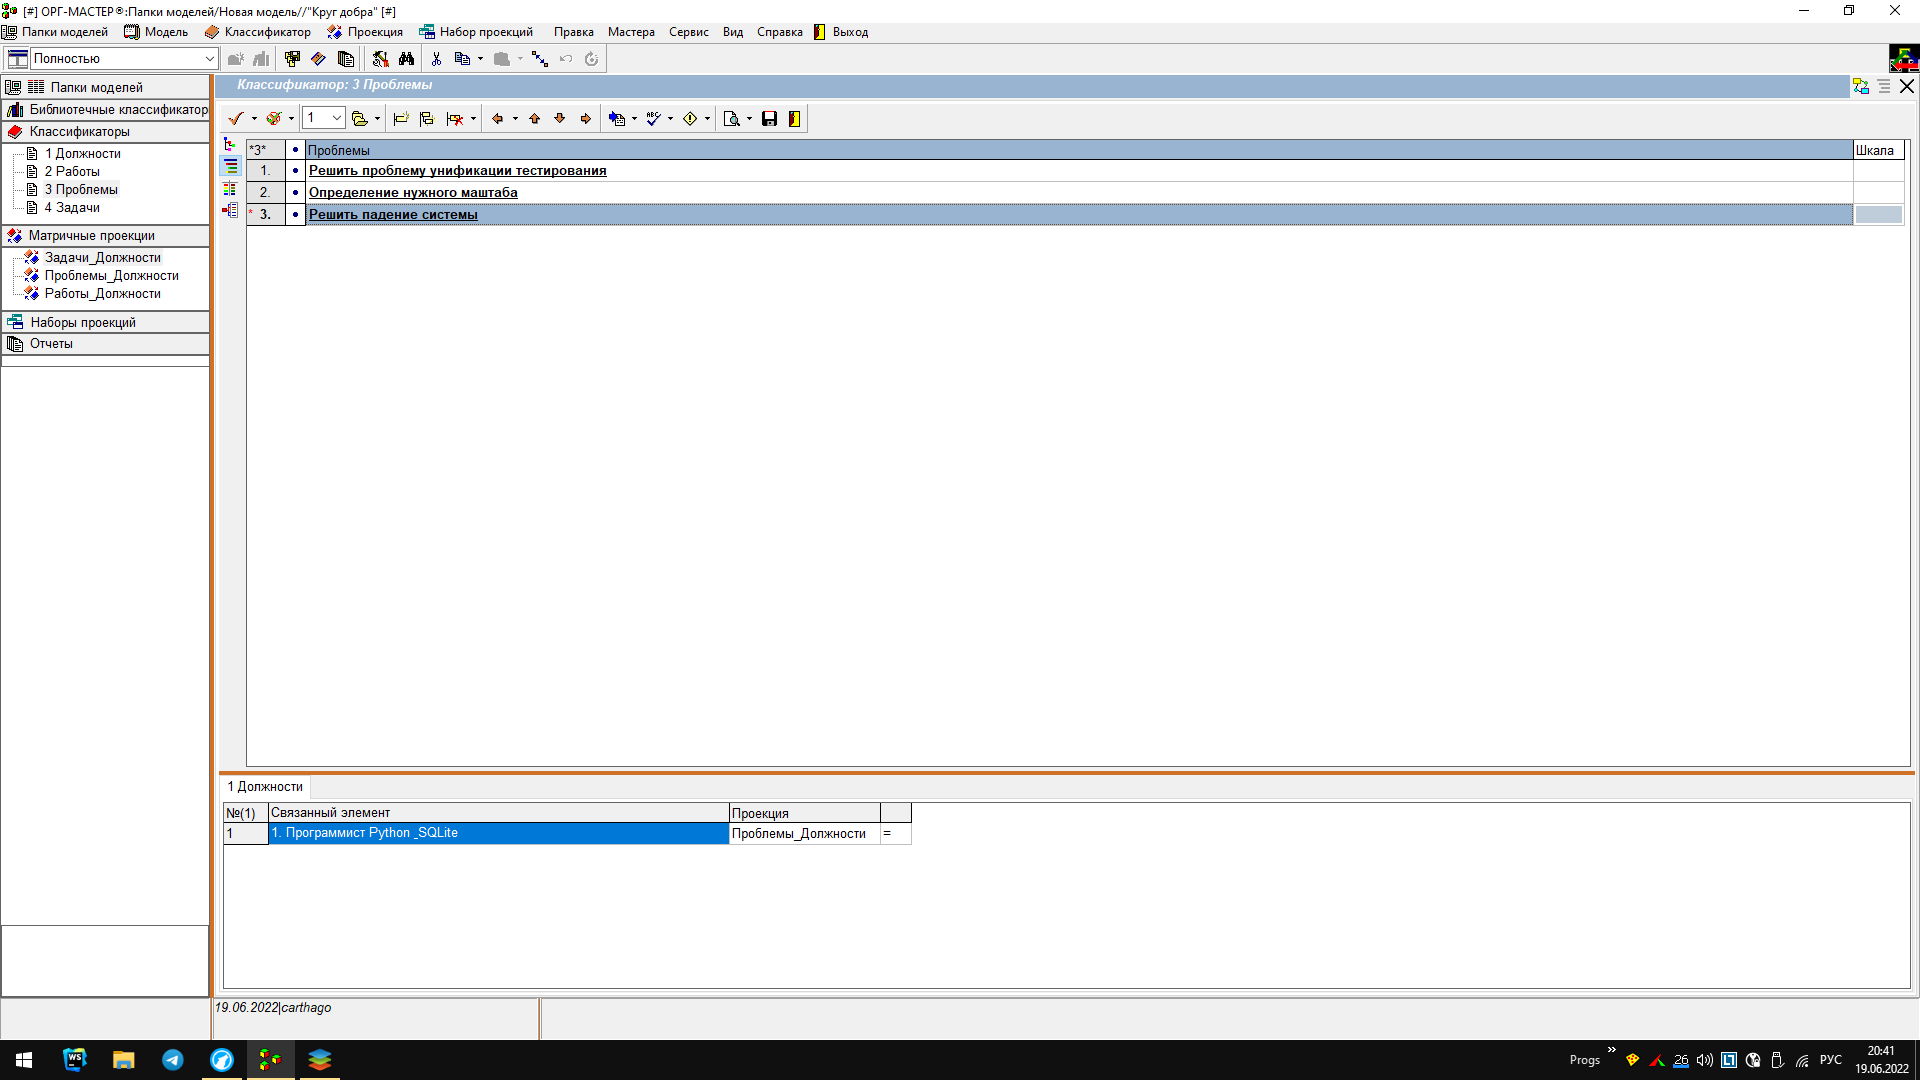 [#] ОРГ-МАСТЕР®:Папки моделей/Новая модель//"Круг добра" [#]
Папки моделей Модель Классификатор Проекция Набор проекций Правка Мастера Сервис Вид Справка Выход
Полностью
Папки моделей
Библиотечные классификатор
Классификаторы
1 Должности
2 Работы
3 Проблемы
4 Задачи
Матричные проекции
Задачи_Должности
Проблемы_Должности
Работы_Должности
Наборы проекций
Отчеты
Классификатор: 3 Проблемы
1
*3* • Проблемы Шкала
1. • Решить проблему унификации тестирования
2. • Определение нужного маштаба
* 3. • Решить падение системы
1 Должности
№(1) Связанный элемент Проекция
1 1. Программист Python _SQLite Проблемы_Должности =
19.06.2022|carthago
WS
Progs » 26 РУС
20:41
19.06.2022